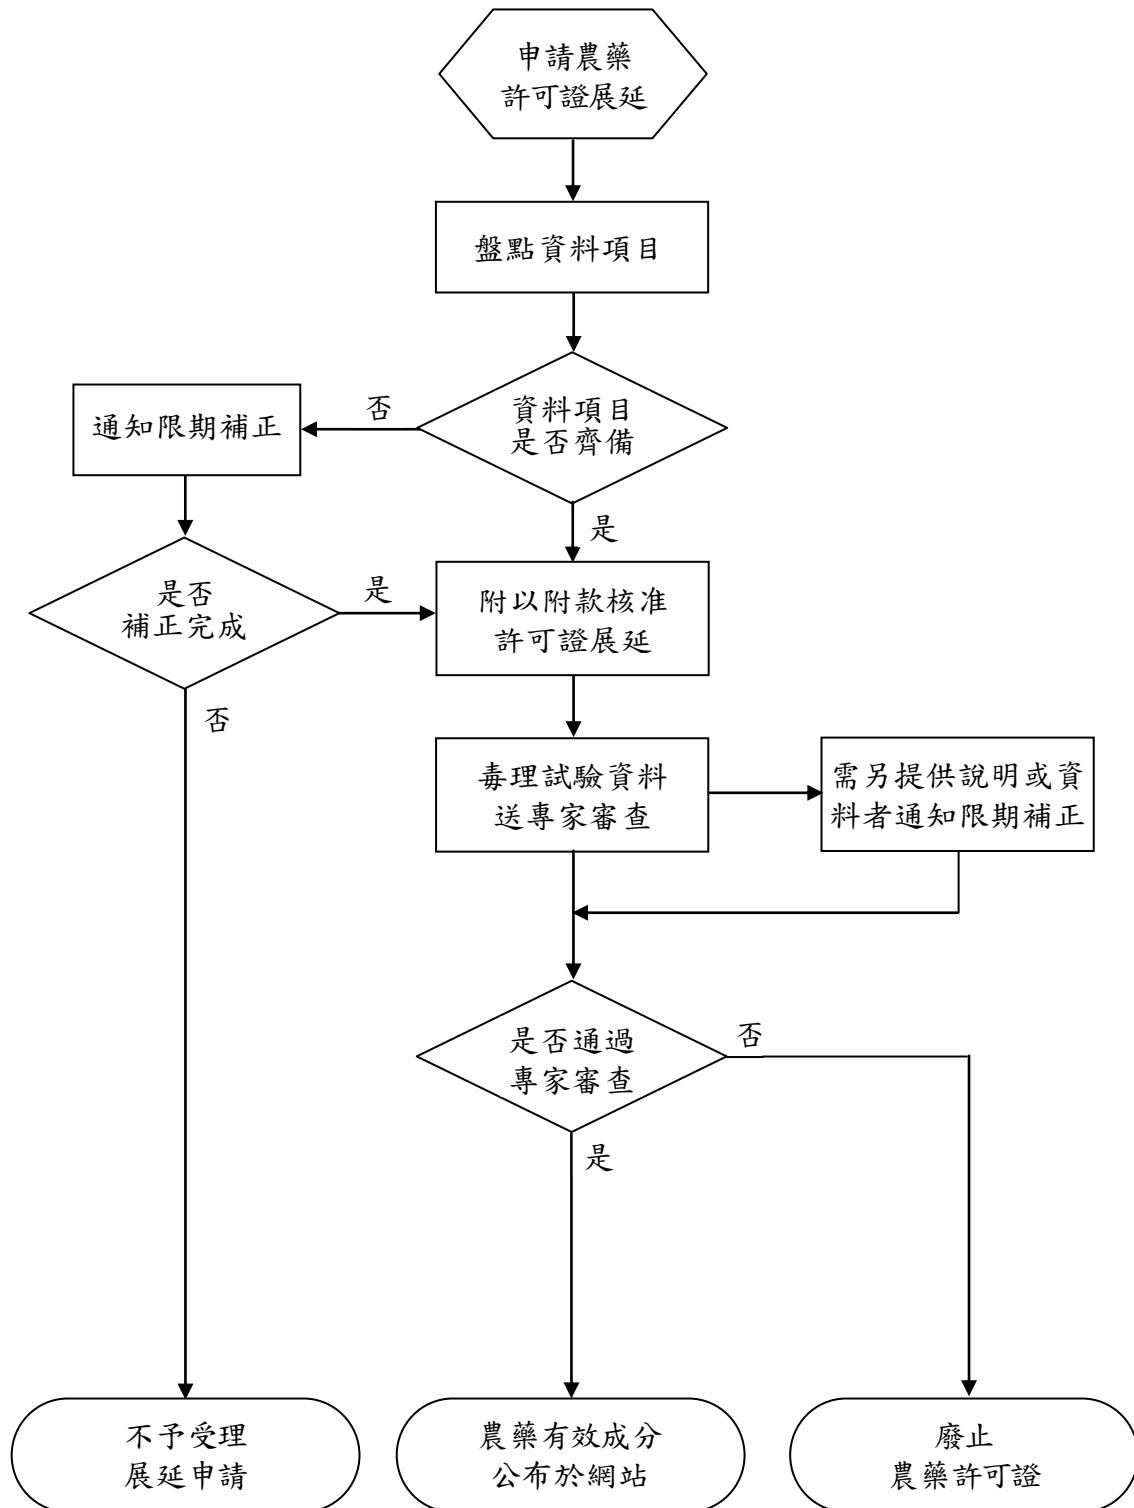 申請農藥
許可證展延
盤點資料項目
資料項目
是否齊備
否
通知限期補正
是
是否
補正完成
是
附以附款核准
許可證展延
否
毒理試驗資料
送專家審查
需另提供說明或資
料者通知限期補正
是否通過
專家審查
否
是
不予受理
展延申請
農藥有效成分
公布於網站
廢止
農藥許可證